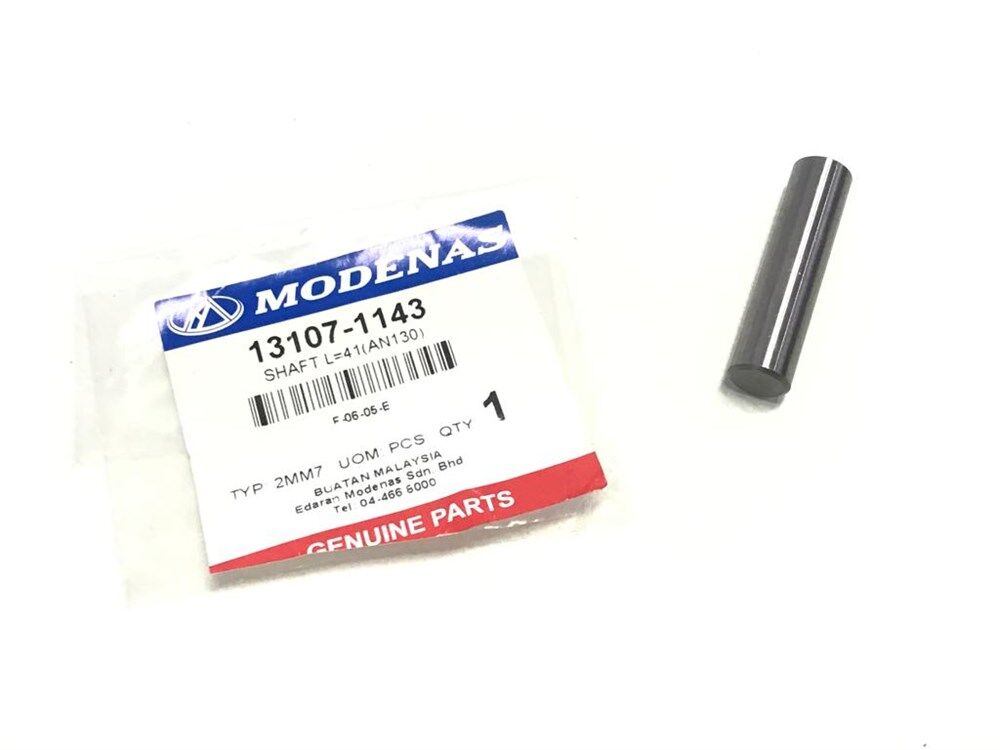 MODENAS
13107-1143
SHAFT L=41(AN130)
F-06-05-E
TYP 2MM7 UOM: PCS QTY 1
BUATAN MALAYSIA
Edaran Modenas Sdn. Bhd
Tel. 04-466 6000
GENUINE PARTS